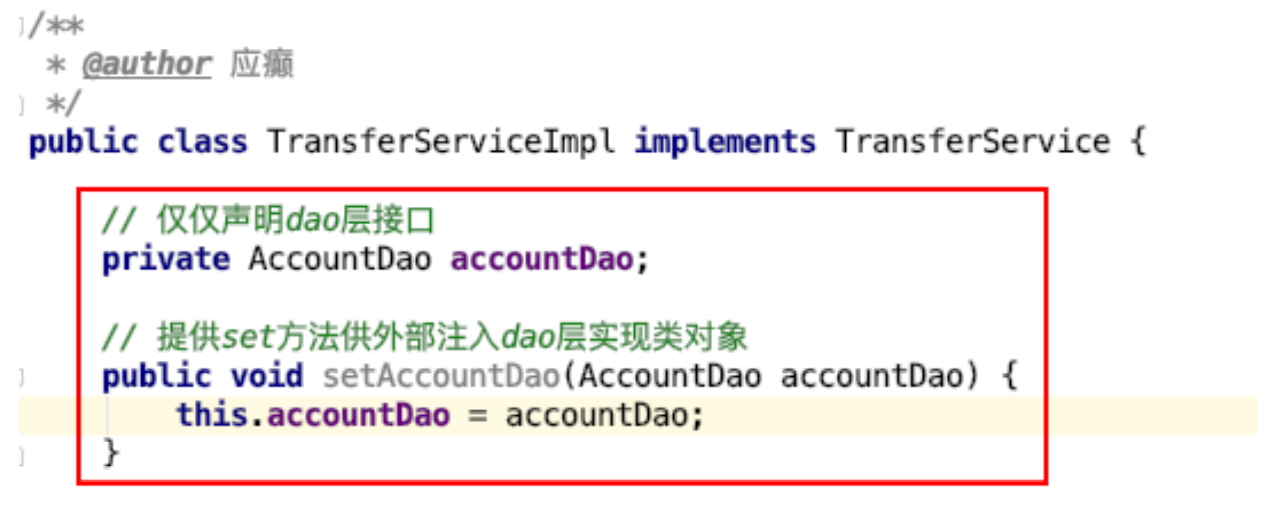 /**
* @author 应癫
*/
public class TransferServiceImpl implements TransferService {
// 仅仅声明dao层接口
private AccountDao accountDao;
// 提供set方法供外部注入dao层实现类对象
public void setAccountDao(AccountDao accountDao) {
this.accountDao = accountDao;
}